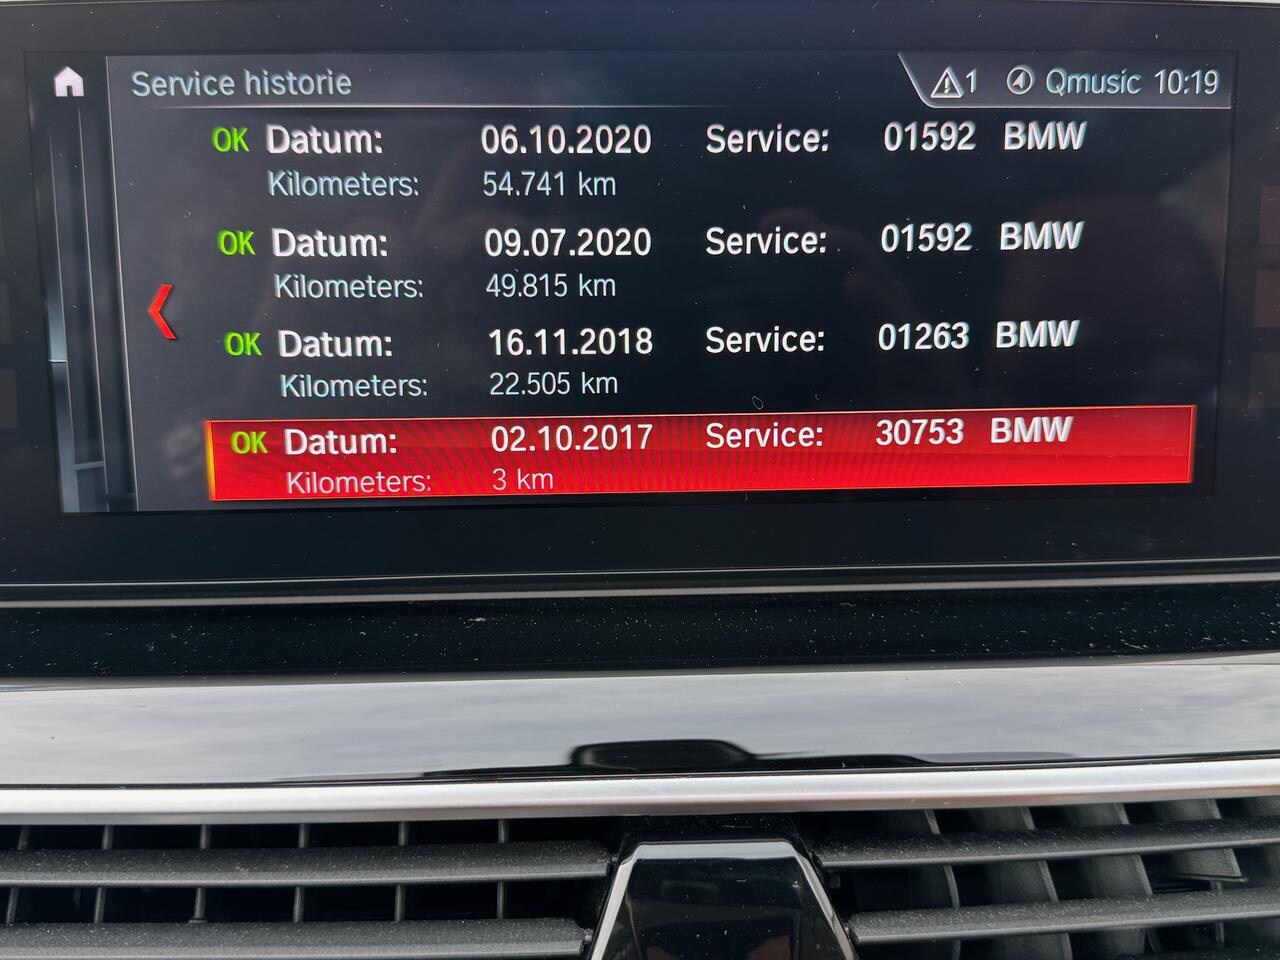 Service historie 1 Qmusic 10:19
OK Datum: 06.10.2020 Service: 01592 BMW
Kilometers: 54.741 km
OK Datum: 09.07.2020 Service: 01592 BMW
Kilometers: 49.815 km
OK Datum: 16.11.2018 Service: 01263 BMW
Kilometers: 22.505 km
OK Datum: 02.10.2017 Service: 30753 BMW
Kilometers: 3 km